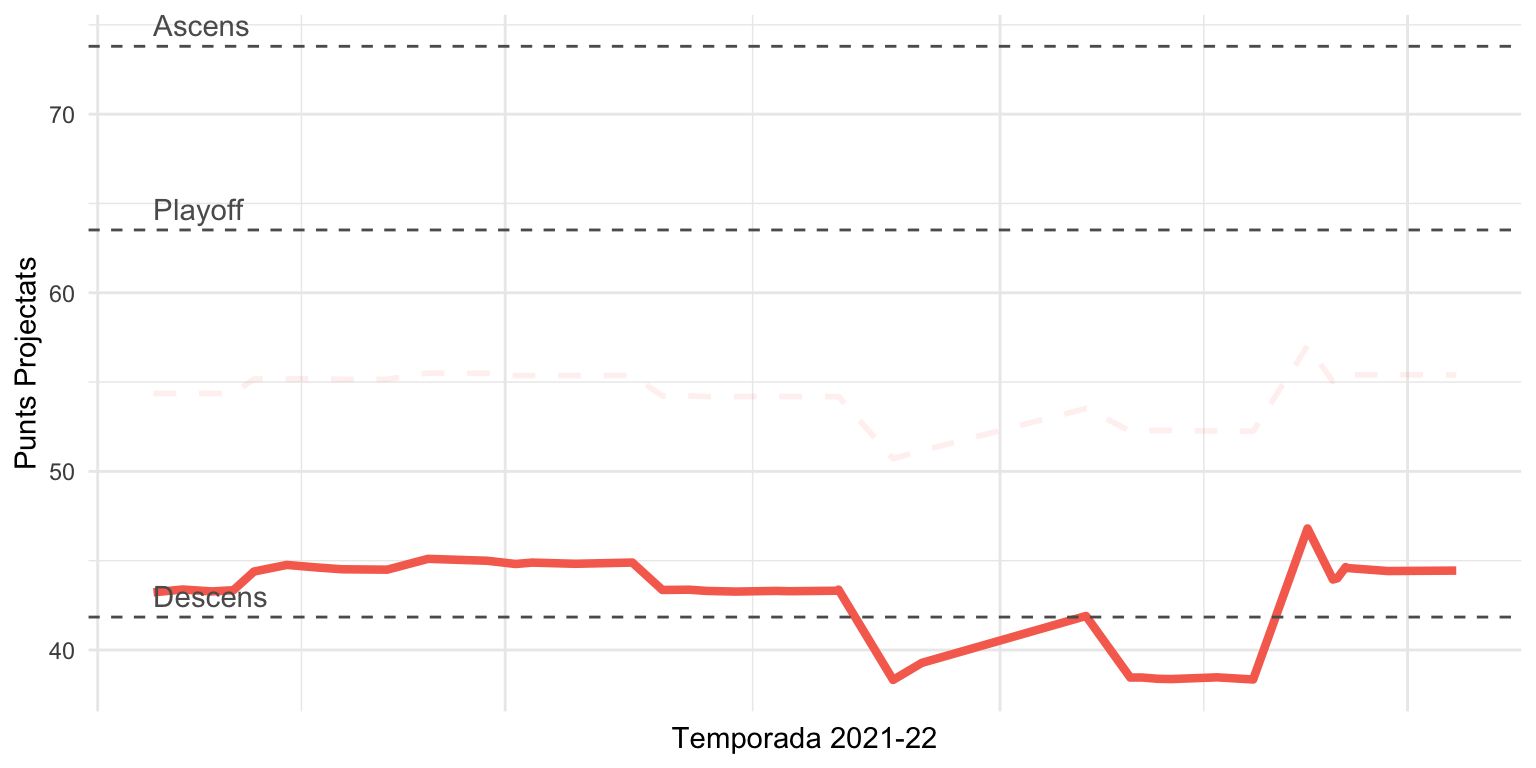 Ascens
70
Playoff
60
Punts Projectats
50
Descens
40
Temporada 2021-22